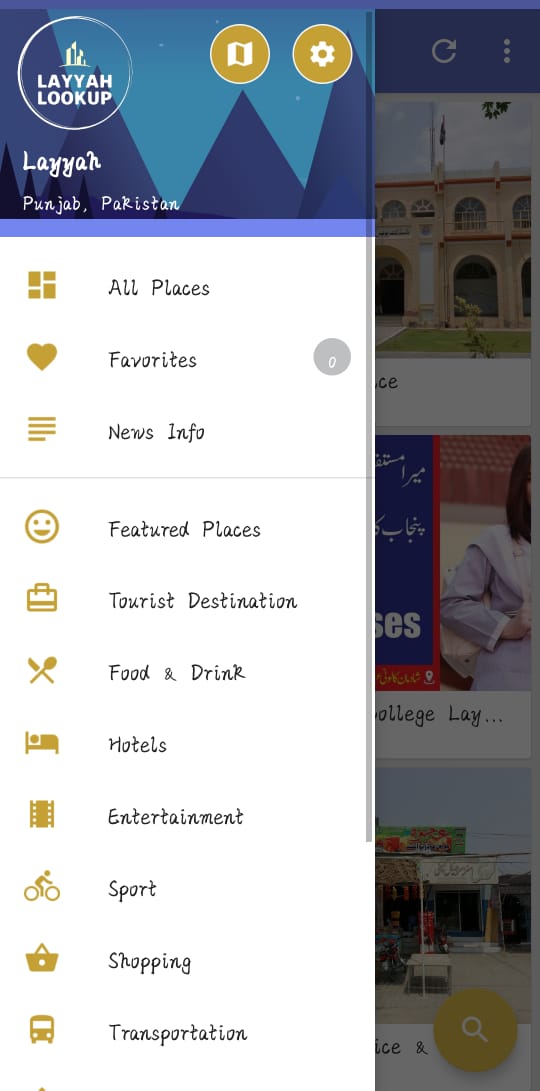 LAYYAH
LOOKUP
Layyah
Punjab, Pakistan
All Places
Favorites
0
News Info
Featured Places
Tourist Destination
Food & Drink
Hotels
Entertainment
Sport
Shopping
Transportation
ce
میرا مستقبل
پنجاب کا
ses
ollege Lay...
ice &